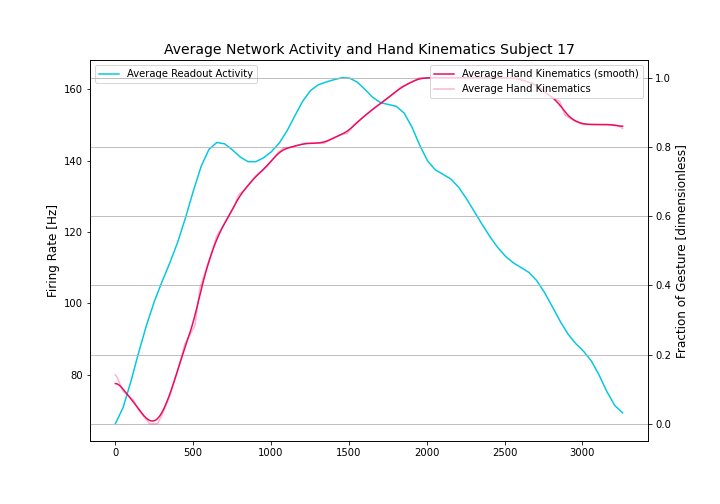 Average Network Activity and Hand Kinematics Subject 17
Average Readout Activity
Average Hand Kinematics (smooth)
Average Hand Kinematics
Firing Rate [Hz]
160
140
120
100
80
Fraction of Gesture [dimensionless]
1.0
0.8
0.6
0.4
0.2
0.0
0 500 1000 1500 2000 2500 3000